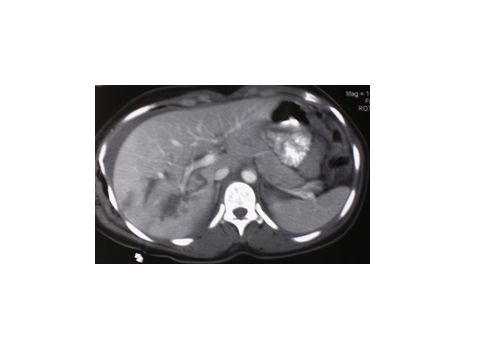 Mag = 1
F
ROT